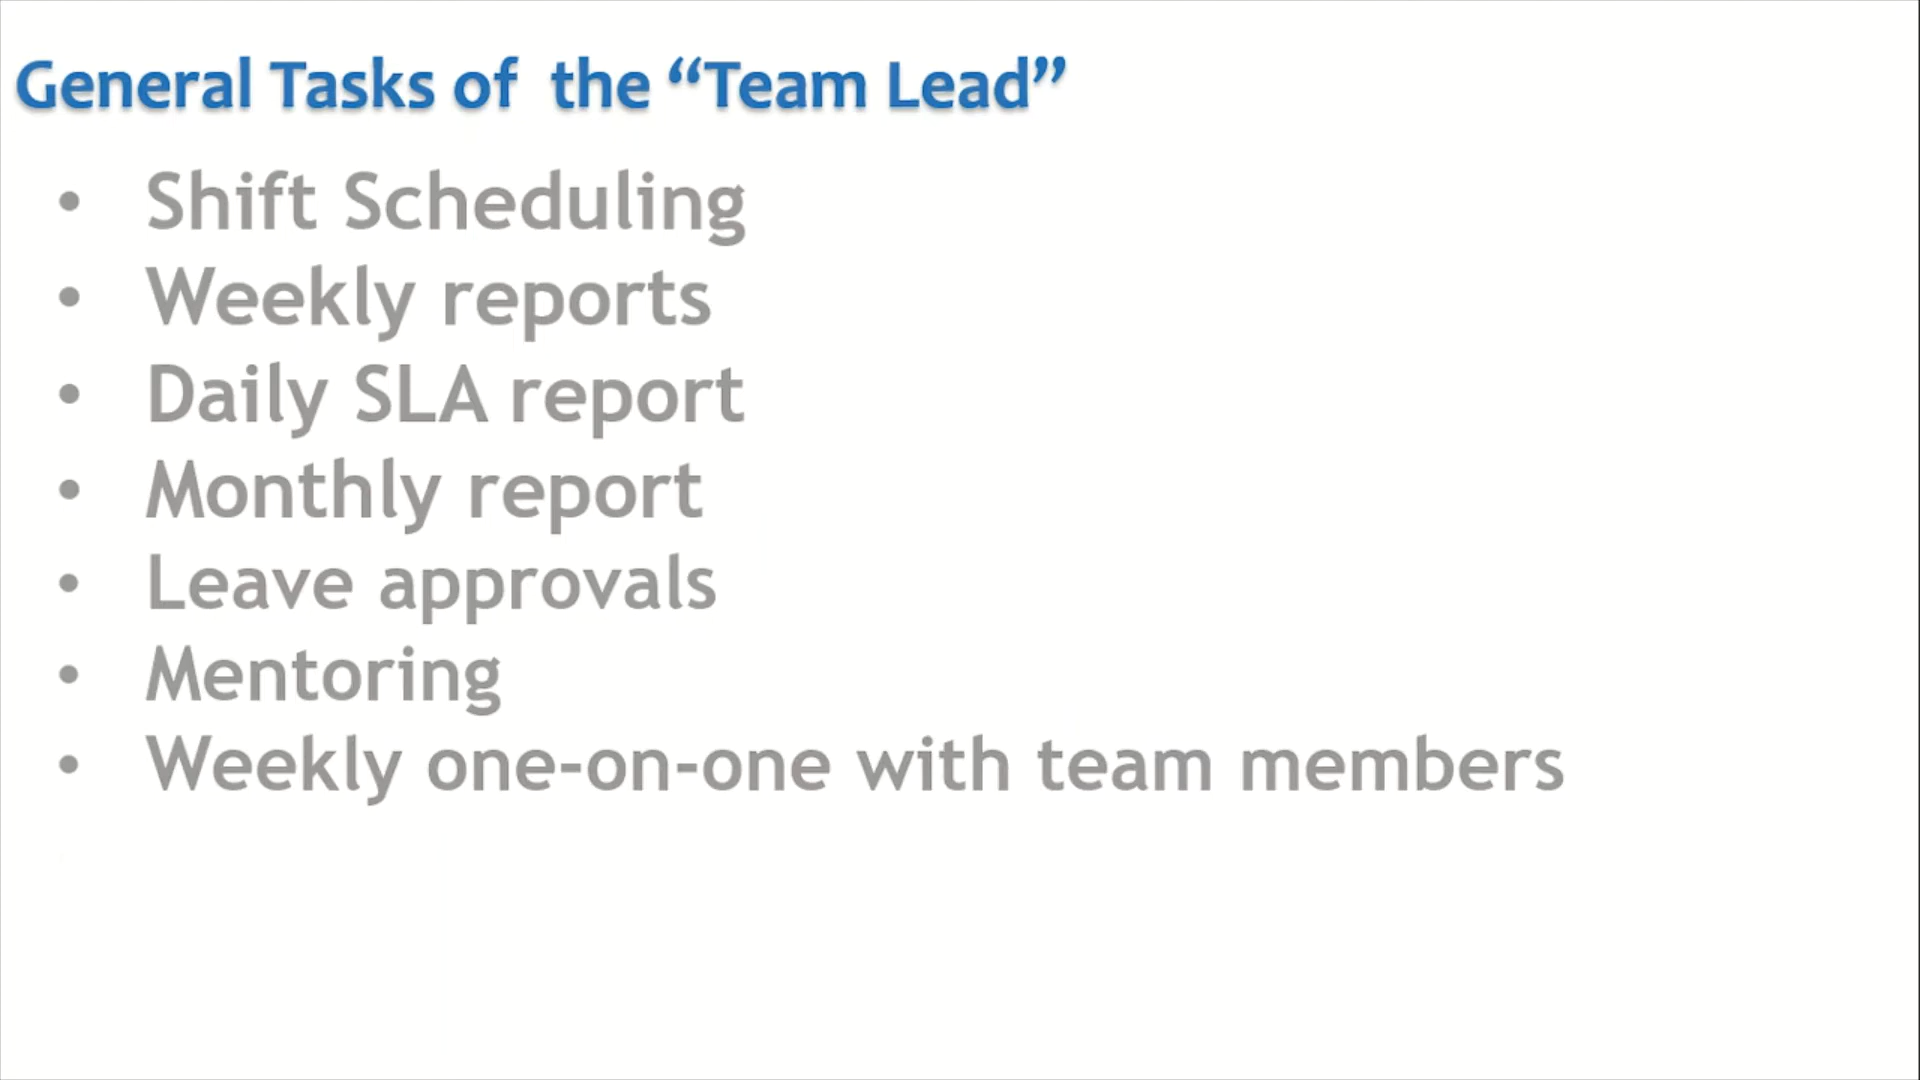 General Tasks of the “Team Lead”
• Shift Scheduling
• Weekly reports
• Daily SLA report
• Monthly report
• Leave approvals
• Mentoring
• Weekly one-on-one with team members